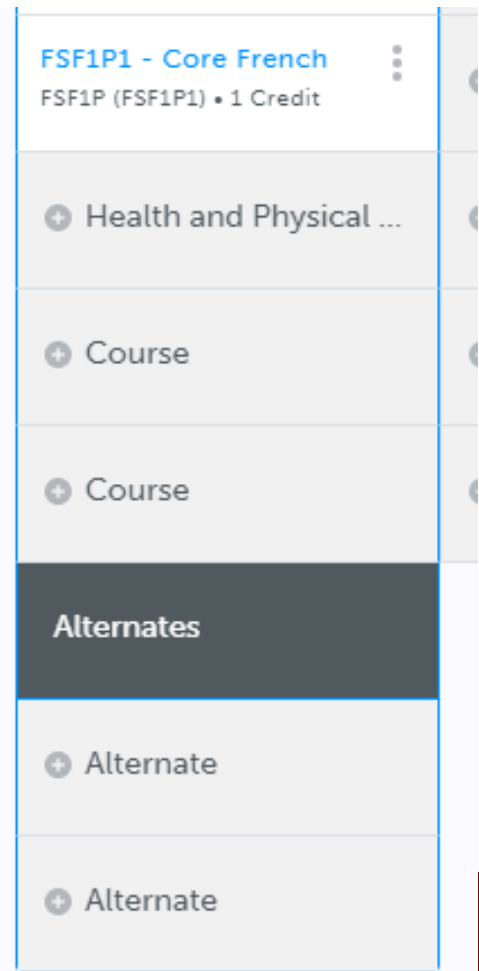 FSF1P1 - Core French
FSF1P (FSF1P1) • 1 Credit
Health and Physical ...
Course
Course
Alternates
Alternate
Alternate